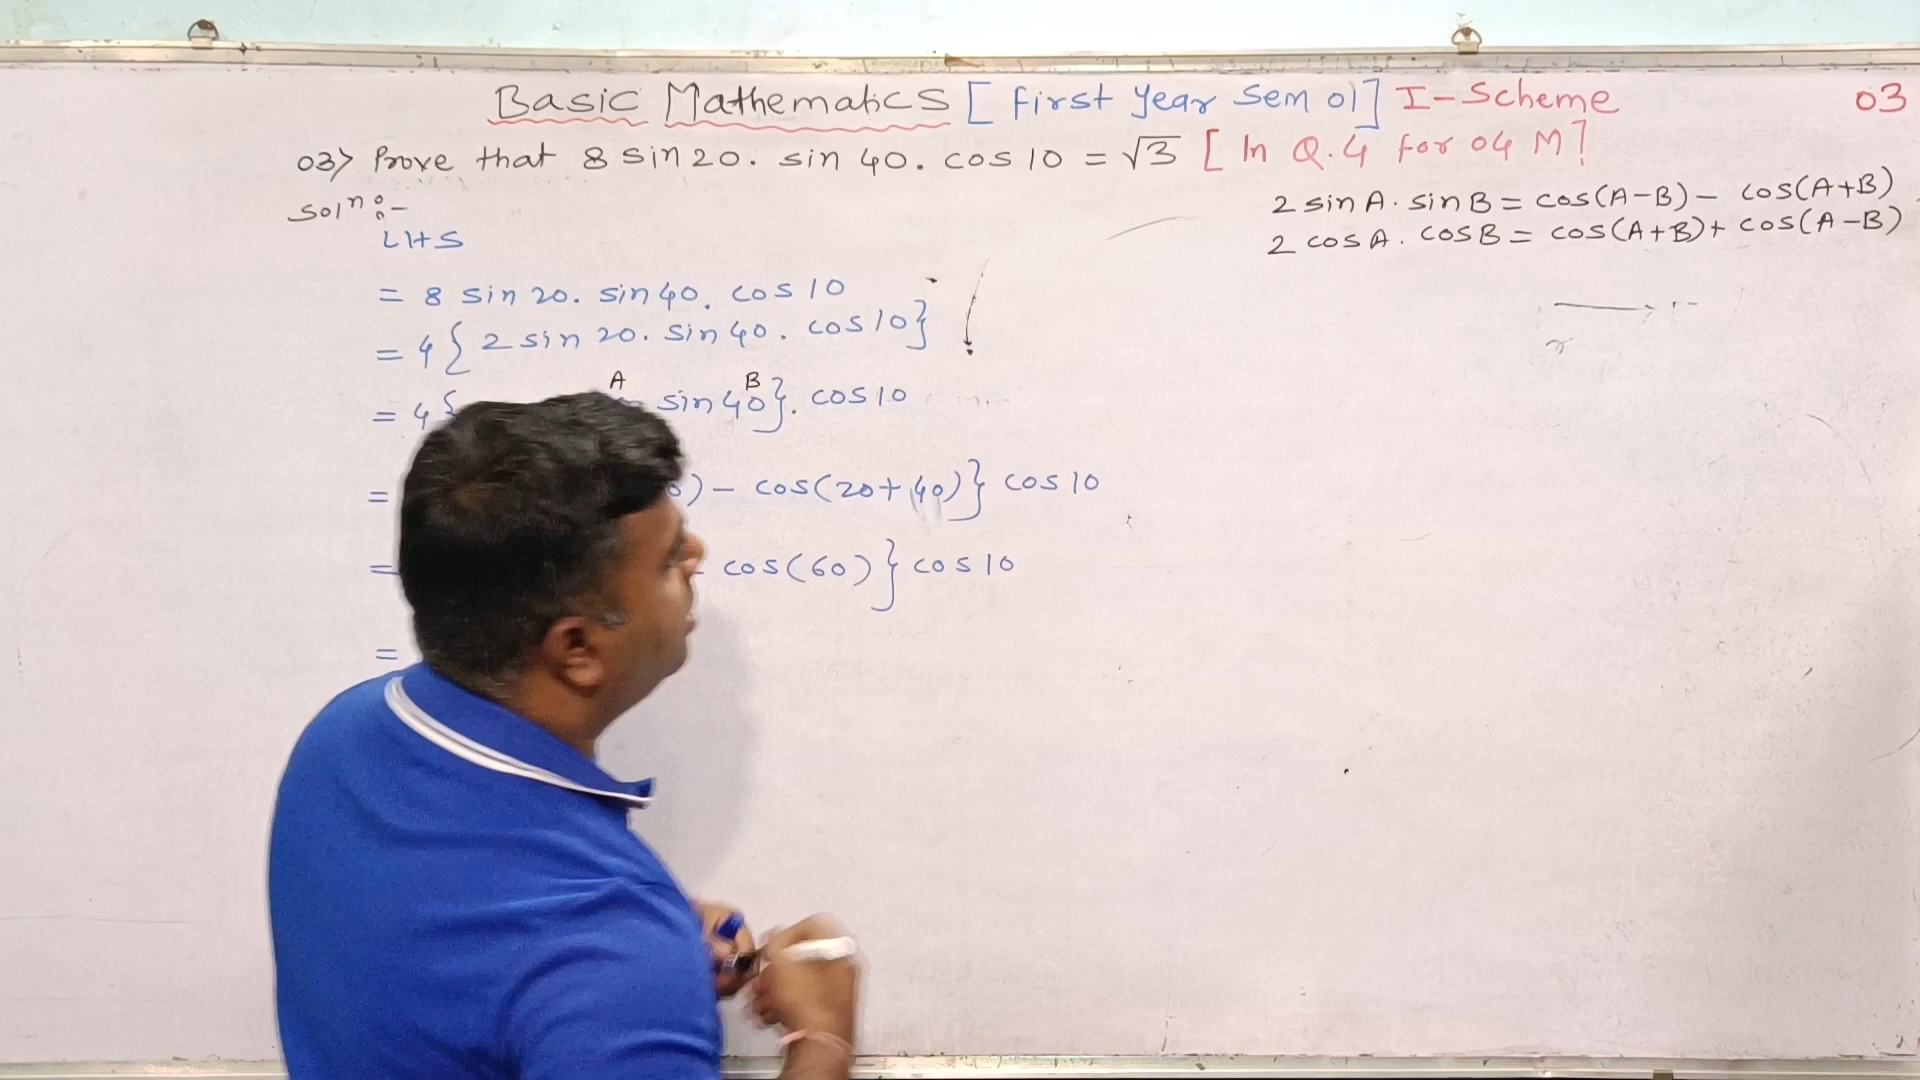 Basic Mathematics [ first year Sem 01] I-Scheme 03
03> Prove that 8 sin 20. sin 40. cos 10 = √3 [ In Q.4 for 04 M ]
Solⁿ :-
2 sin A. sin B = cos(A-B) - cos(A+B)
LHS
2 cos A. cos B = cos(A+B) + cos(A-B)
= 8 sin 20. sin 40. cos 10
= 4 { 2 sin 20. sin 40. cos 10 }
A B
= 4 { sin 40 }. cos 10
= ) - cos(20+40) } cos 10
= - cos(60) } cos 10
=